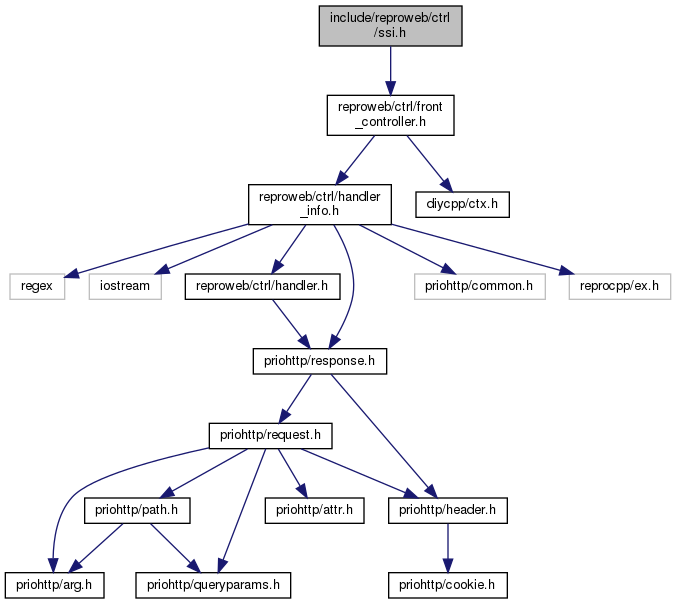 include/reproweb/ctrl
/ssi.h
reproweb/ctrl/front
_controller.h
reproweb/ctrl/handler
_info.h
diycpp/ctx.h
regex
iostream
reproweb/ctrl/handler.h
priohttp/common.h
reprocpp/ex.h
priohttp/response.h
priohttp/request.h
priohttp/path.h
priohttp/attr.h
priohttp/header.h
priohttp/arg.h
priohttp/queryparams.h
priohttp/cookie.h